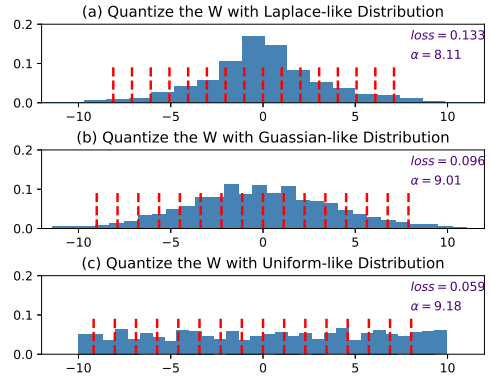 (a) Quantize the W with Laplace-like Distribution
loss = 0.133
α = 8.11
0.2
0.1
0.0
−10 −5 0 5 10
(b) Quantize the W with Guassian-like Distribution
loss = 0.096
α = 9.01
0.2
0.1
0.0
−10 −5 0 5 10
(c) Quantize the W with Uniform-like Distribution
loss = 0.059
α = 9.18
0.2
0.1
0.0
−10 −5 0 5 10